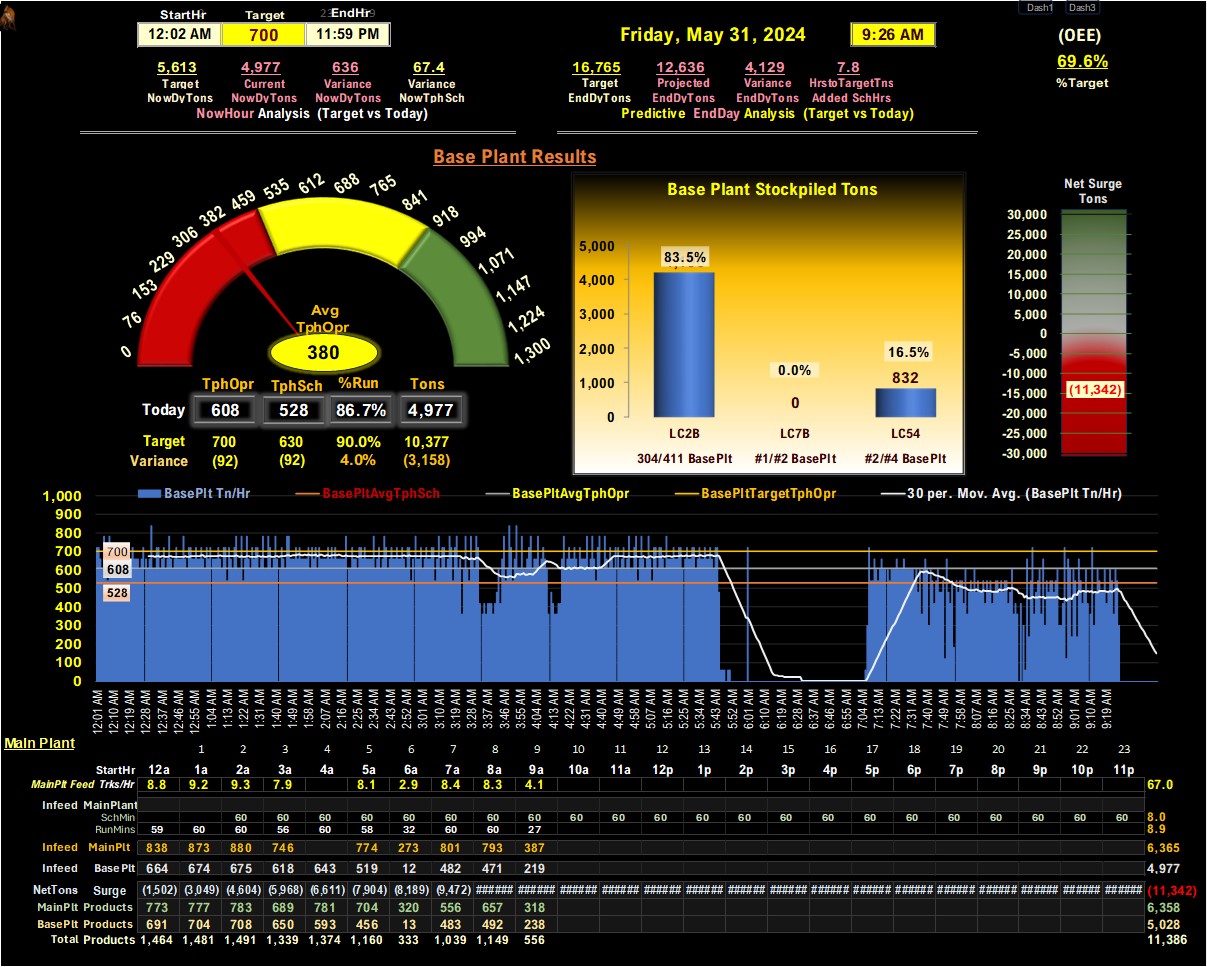 StartHr Target EndHr Dash1 Dash3
12:02 AM 700 11:59 PM Friday, May 31, 2024 9:26 AM (OEE)
5,613 4,977 636 67.4 16,765 12,636 4,129 7.8 69.6%
Target Current Variance Variance Target Projected Variance HrstoTargetTns %Target
NowDyTons NowDyTons NowDyTons NowTphSch EndDyTons EndDyTons EndDyTons Added SchHrs
NowHour Analysis (Target vs Today) Predictive EndDay Analysis (Target vs Today)
Base Plant Results
0 76 153 229 306 382 459 535 612 688 765 841 918 994 1,071 1,147 1,224 1,300
Avg
TphOpr
380
TphOpr TphSch %Run Tons
Today 608 528 86.7% 4,977
Target 700 630 90.0% 10,377
Variance (92) (92) 4.0% (3,158)
Base Plant Stockpiled Tons
5,000
4,000
3,000
2,000
1,000
0
83.5%
0.0% 16.5%
0 832
LC2B LC7B LC54
304/411 BasePlt #1/#2 BasePlt #2/#4 BasePlt
Net Surge
Tons
30,000
25,000
20,000
15,000
10,000
5,000
0
-5,000
-10,000
-15,000
-20,000
-25,000
-30,000
(11,342)
BasePlt Tn/Hr BasePltAvgTphSch BasePltAvgTphOpr BasePltTargetTphOpr 30 per. Mov. Avg. (BasePlt Tn/Hr)
1,000
900
800
700
600
500
400
300
200
100
0
700
608
528
12:01 AM 12:10 AM 12:19 AM 12:28 AM 12:37 AM 12:46 AM 12:55 AM 1:04 AM 1:13 AM 1:22 AM 1:31 AM 1:40 AM 1:49 AM 1:58 AM 2:07 AM 2:16 AM 2:25 AM 2:34 AM 2:43 AM 2:52 AM 3:01 AM 3:10 AM 3:19 AM 3:28 AM 3:37 AM 3:46 AM 3:55 AM 4:04 AM 4:13 AM 4:22 AM 4:31 AM 4:40 AM 4:49 AM 4:58 AM 5:07 AM 5:16 AM 5:25 AM 5:34 AM 5:43 AM 5:52 AM 6:01 AM 6:10 AM 6:19 AM 6:28 AM 6:37 AM 6:46 AM 6:55 AM 7:04 AM 7:13 AM 7:22 AM 7:31 AM 7:40 AM 7:49 AM 7:58 AM 8:07 AM 8:16 AM 8:25 AM 8:34 AM 8:43 AM 8:52 AM 9:01 AM 9:10 AM 9:19 AM
Main Plant
1 2 3 4 5 6 7 8 9 10 11 12 13 14 15 16 17 18 19 20 21 22 23
StartHr 12a 1a 2a 3a 4a 5a 6a 7a 8a 9a 10a 11a 12p 1p 2p 3p 4p 5p 6p 7p 8p 9p 10p 11p
MainPlt Feed Trks/Hr 8.8 9.2 9.3 7.9 8.1 2.9 8.4 8.3 4.1 67.0
Infeed MainPlant
SchMin 60 60 60 60 60 60 60 60 60 60 60 60 60 60 60 60 60 60 60 60 60 60 8.0
RunMins 59 60 60 56 60 58 32 60 60 27 8.9
Infeed MainPlt 838 873 880 746 774 273 801 793 387 6,365
Infeed BasePlt 664 674 675 618 643 519 12 482 471 219 4,977
NetTons Surge (1,502) (3,049) (4,604) (5,968) (6,611) (7,904) (8,189) (9,472) ###### ###### ###### ###### ###### ###### ###### ###### ###### ###### ###### ###### ###### ###### ###### ###### (11,342)
MainPlt Products 773 777 783 689 781 704 320 556 657 318 6,358
BasePlt Products 691 704 708 650 593 456 13 483 492 238 5,028
Total Products 1,464 1,481 1,491 1,339 1,374 1,160 333 1,039 1,149 556 11,386